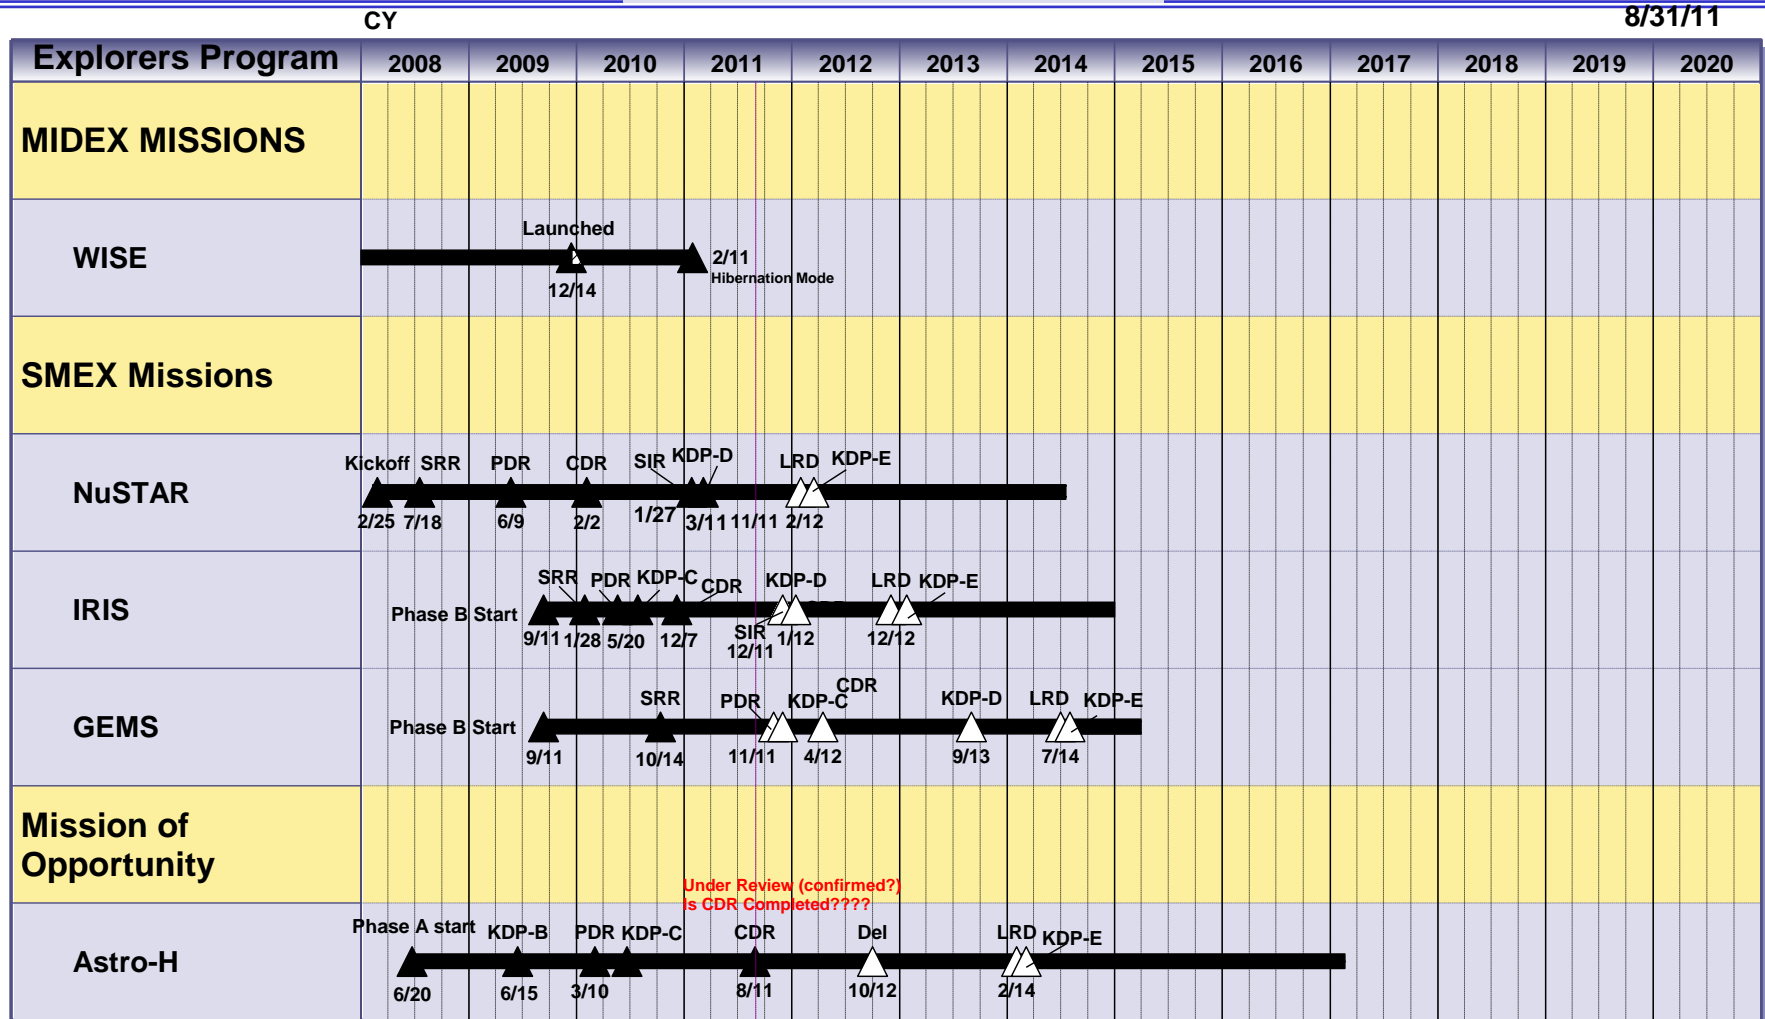 CY 8/31/11
Explorers Program 2008 2009 2010 2011 2012 2013 2014 2015 2016 2017 2018 2019 2020
MIDEX MISSIONS
Launched
WISE
2/11
Hibernation Mode
12/14
SMEX Missions
Kickoff SRR PDR CDR SIR KDP-D LRD KDP-E
NuSTAR
2/25 7/18 6/9 2/2 1/27 3/11 11/11 2/12
SRR PDR KDP-C CDR KDP-D LRD KDP-E
IRIS
Phase B Start
9/11 1/28 5/20 12/7 SIR 1/12 12/12
12/11
SRR PDR KDP-C CDR KDP-D LRD KDP-E
GEMS
Phase B Start
9/11 10/14 11/11 4/12 9/13 7/14
Mission of
Opportunity
Under Review (confirmed?)
Is CDR Completed????
Phase A start KDP-B PDR KDP-C CDR Del LRD KDP-E
Astro-H
6/20 6/15 3/10 8/11 10/12 2/14